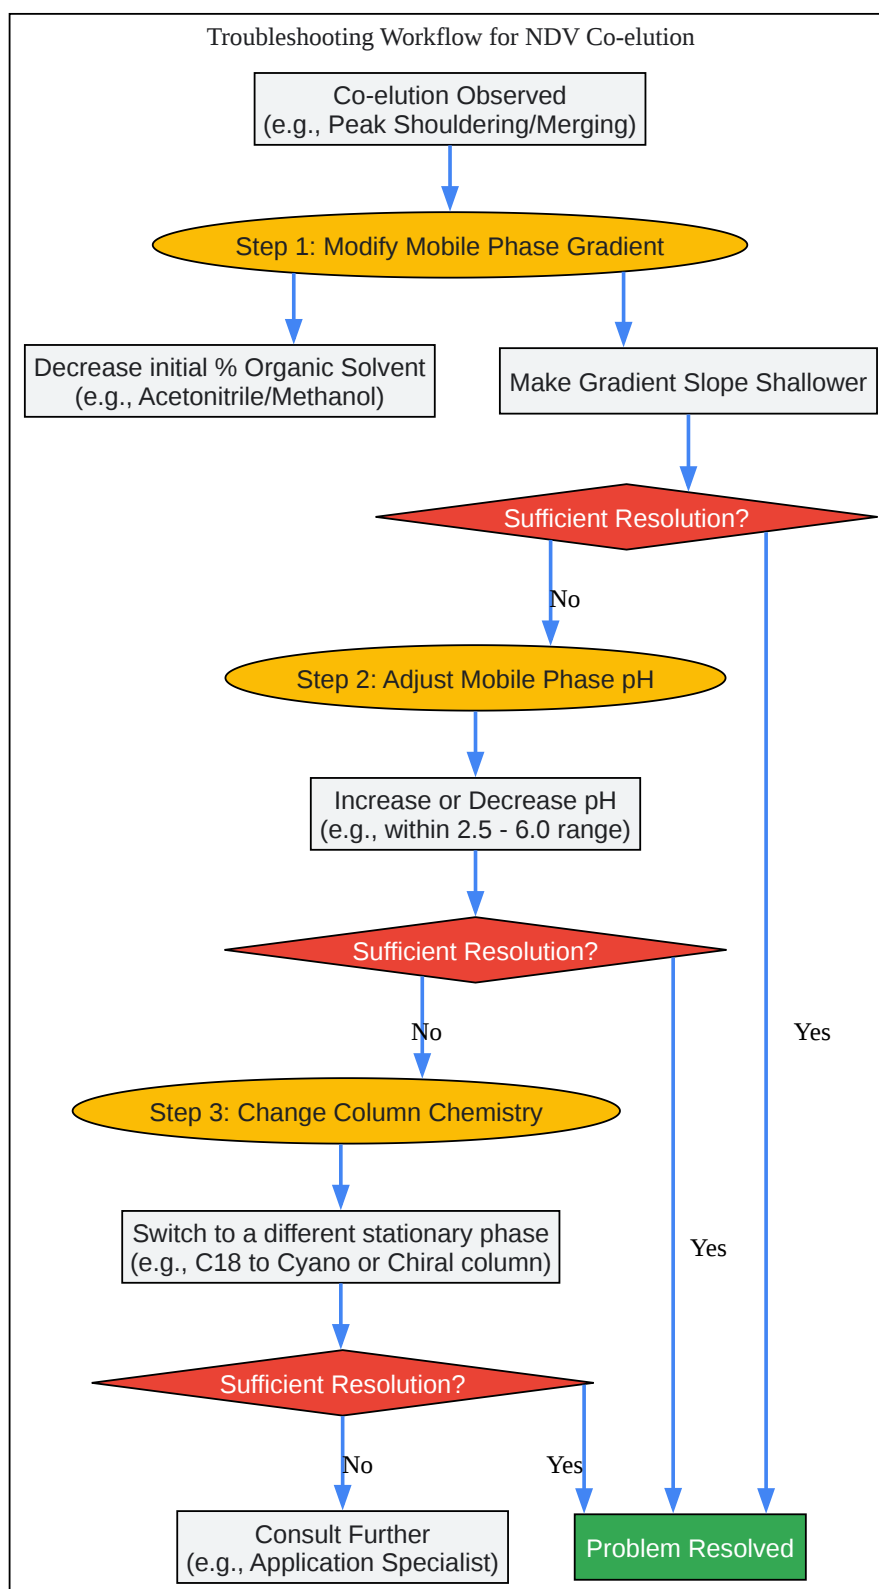 Troubleshooting Workflow for NDV Co-elution
Co-elution Observed
(e.g., Peak Shouldering/Merging)
Step 1: Modify Mobile Phase Gradient
Decrease initial % Organic Solvent
(e.g., Acetonitrile/Methanol)
Make Gradient Slope Shallower
Sufficient Resolution?
No
Step 2: Adjust Mobile Phase pH
Increase or Decrease pH
(e.g., within 2.5 - 6.0 range)
Sufficient Resolution?
No
Yes
Step 3: Change Column Chemistry
Switch to a different stationary phase
(e.g., C18 to Cyano or Chiral column)
Yes
Sufficient Resolution?
No
Yes
Consult Further
(e.g., Application Specialist)
Problem Resolved